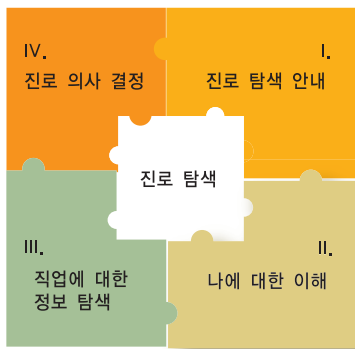 IV.
진로 의사 결정
I.
진로 탐색 안내
진로 탐색
III.
직업에 대한
정보 탐색
II.
나에 대한 이해